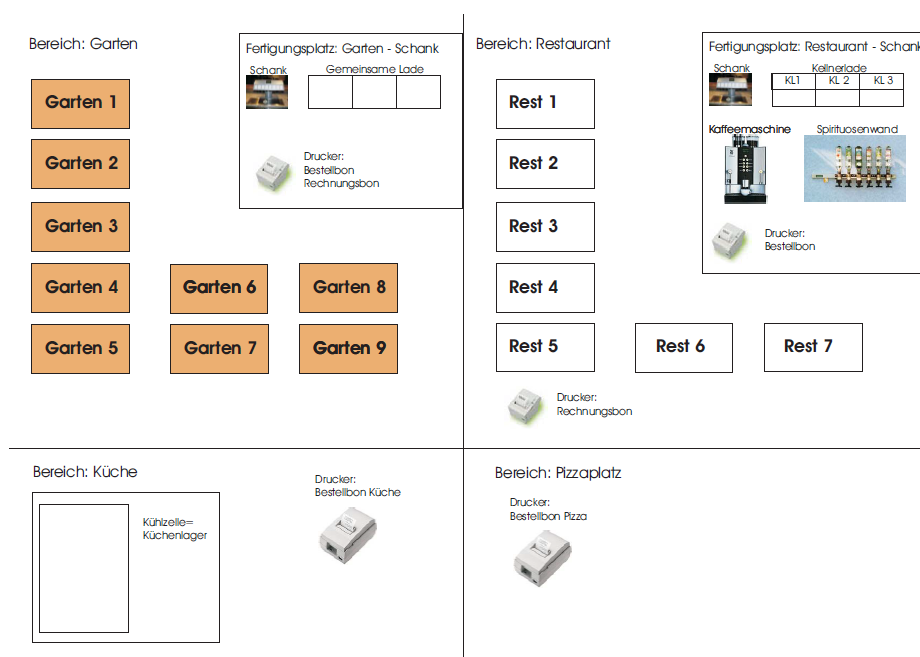 Bereich: Garten
Fertigungsplatz: Garten - Schank
Schank
Gemeinsame Lade
Drucker:
Bestellbon
Rechnungsbon
Garten 1
Garten 2
Garten 3
Garten 4
Garten 6
Garten 8
Garten 5
Garten 7
Garten 9
Bereich: Restaurant
Fertigungsplatz: Restaurant - Schank
Schank
Kellnerlade
KL1
KL 2
KL 3
Kaffeemaschine
Spirituosenwand
Drucker:
Bestellbon
Rest 1
Rest 2
Rest 3
Rest 4
Rest 5
Rest 6
Rest 7
Drucker:
Rechnungsbon
Bereich: Küche
Kühlzelle=
Küchenlager
Drucker:
Bestellbon Küche
Bereich: Pizzaplatz
Drucker:
Bestellbon Pizza